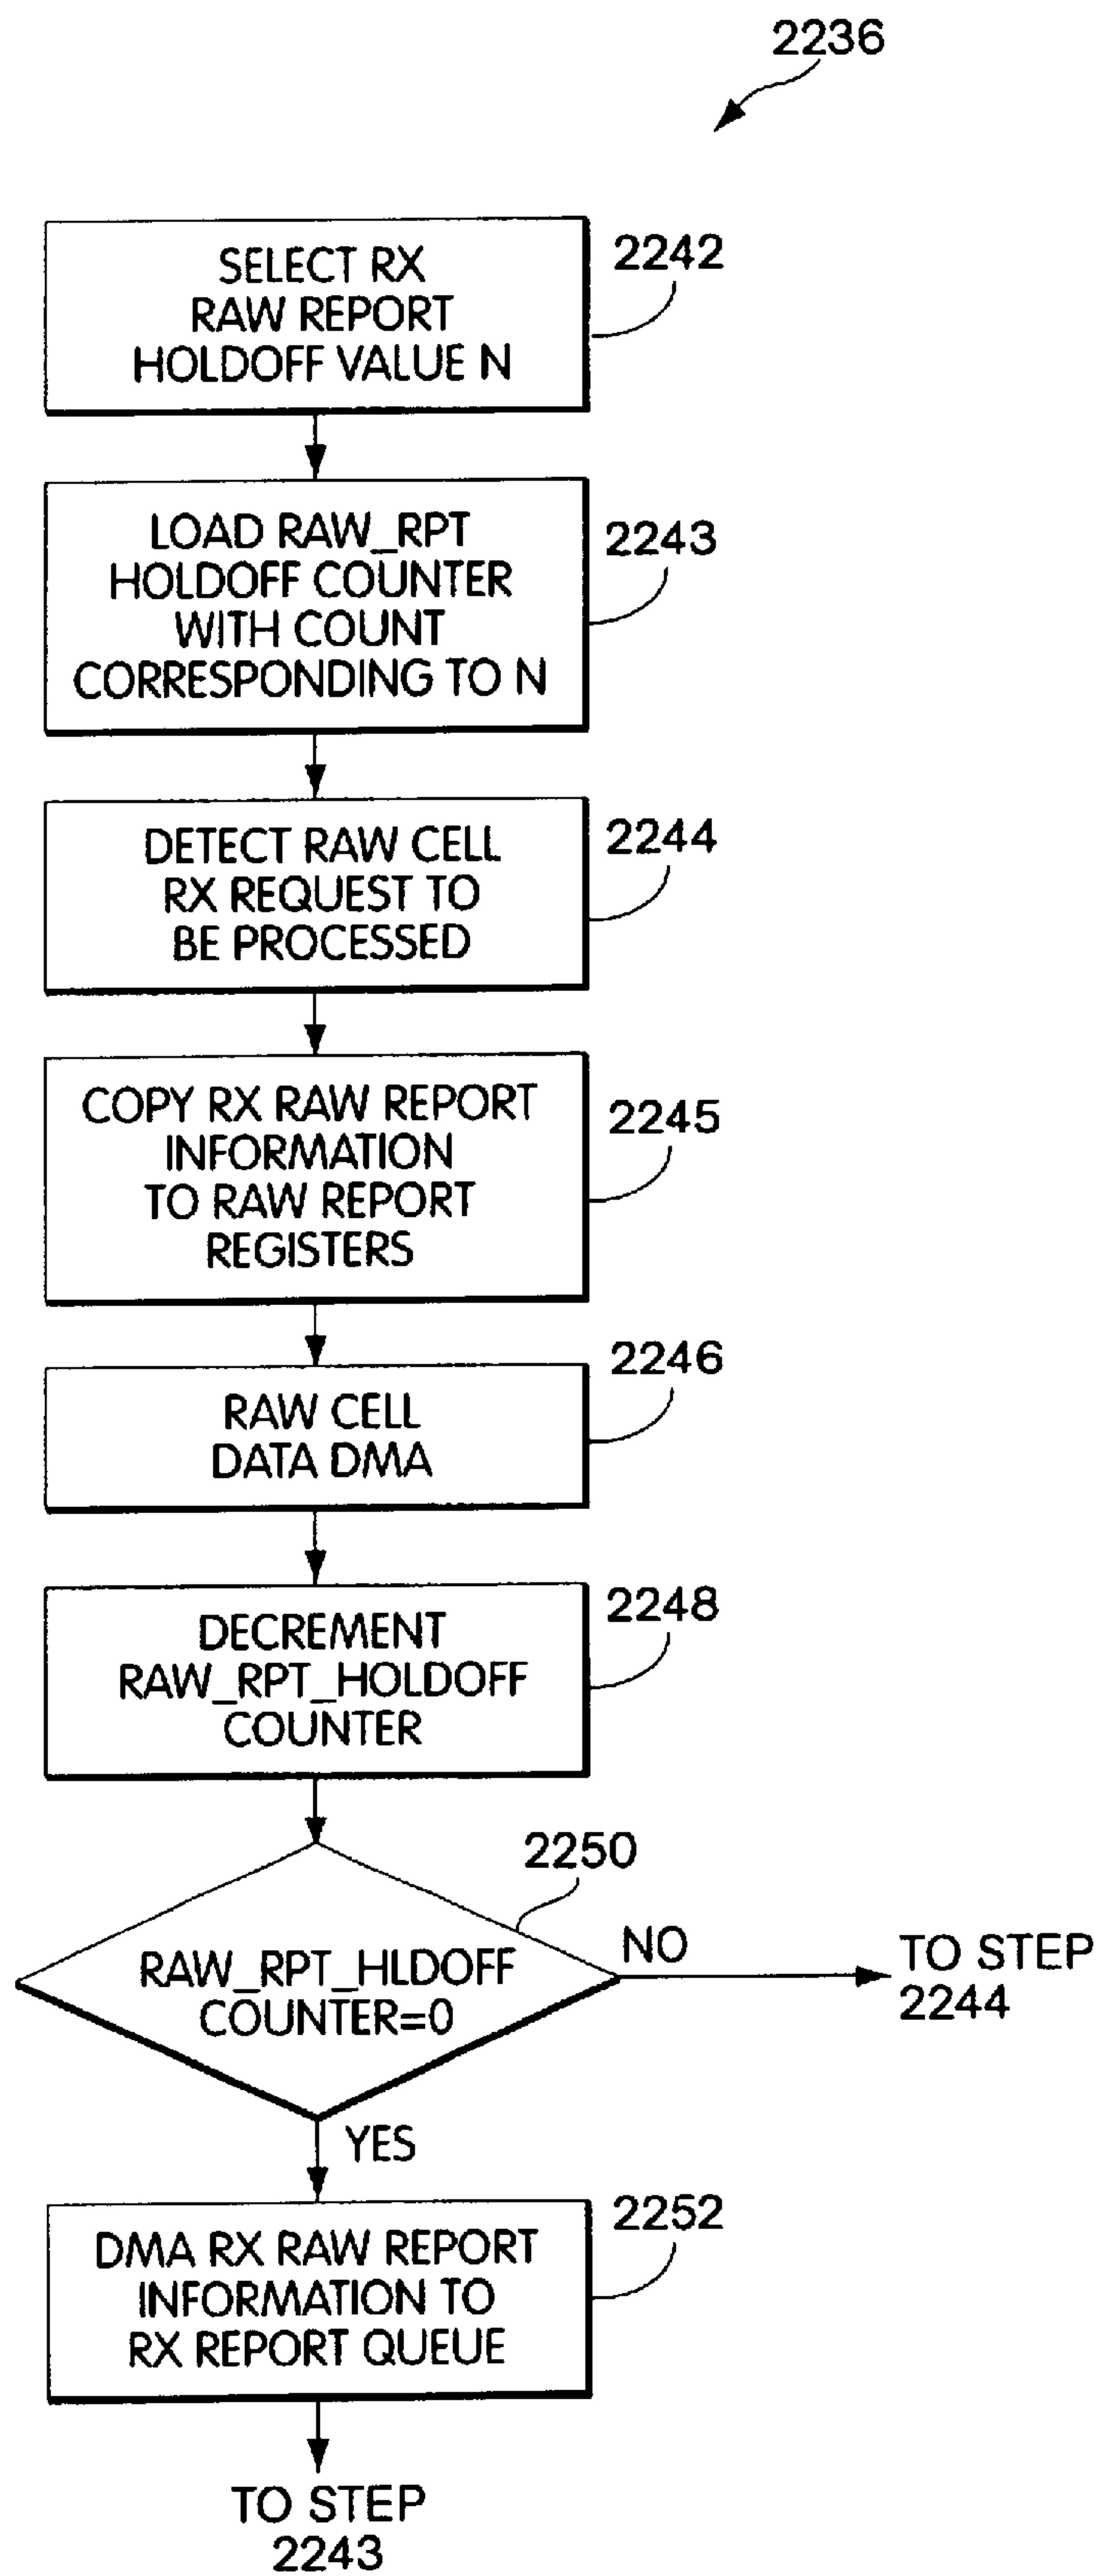 2236
SELECT RX
RAW REPORT
HOLDOFF VALUE N
2242
LOAD RAW_RPT
HOLDOFF COUNTER
WITH COUNT
CORRESPONDING TO N
2243
DETECT RAW CELL
RX REQUEST TO
BE PROCESSED
2244
COPY RX RAW REPORT
INFORMATION
TO RAW REPORT
REGISTERS
2245
RAW CELL
DATA DMA
2246
DECREMENT
RAW_RPT_HOLDOFF
COUNTER
2248
2250
RAW_RPT_HLDOFF
COUNTER=0
NO
TO STEP
2244
YES
DMA RX RAW REPORT
INFORMATION TO
RX REPORT QUEUE
2252
TO STEP
2243